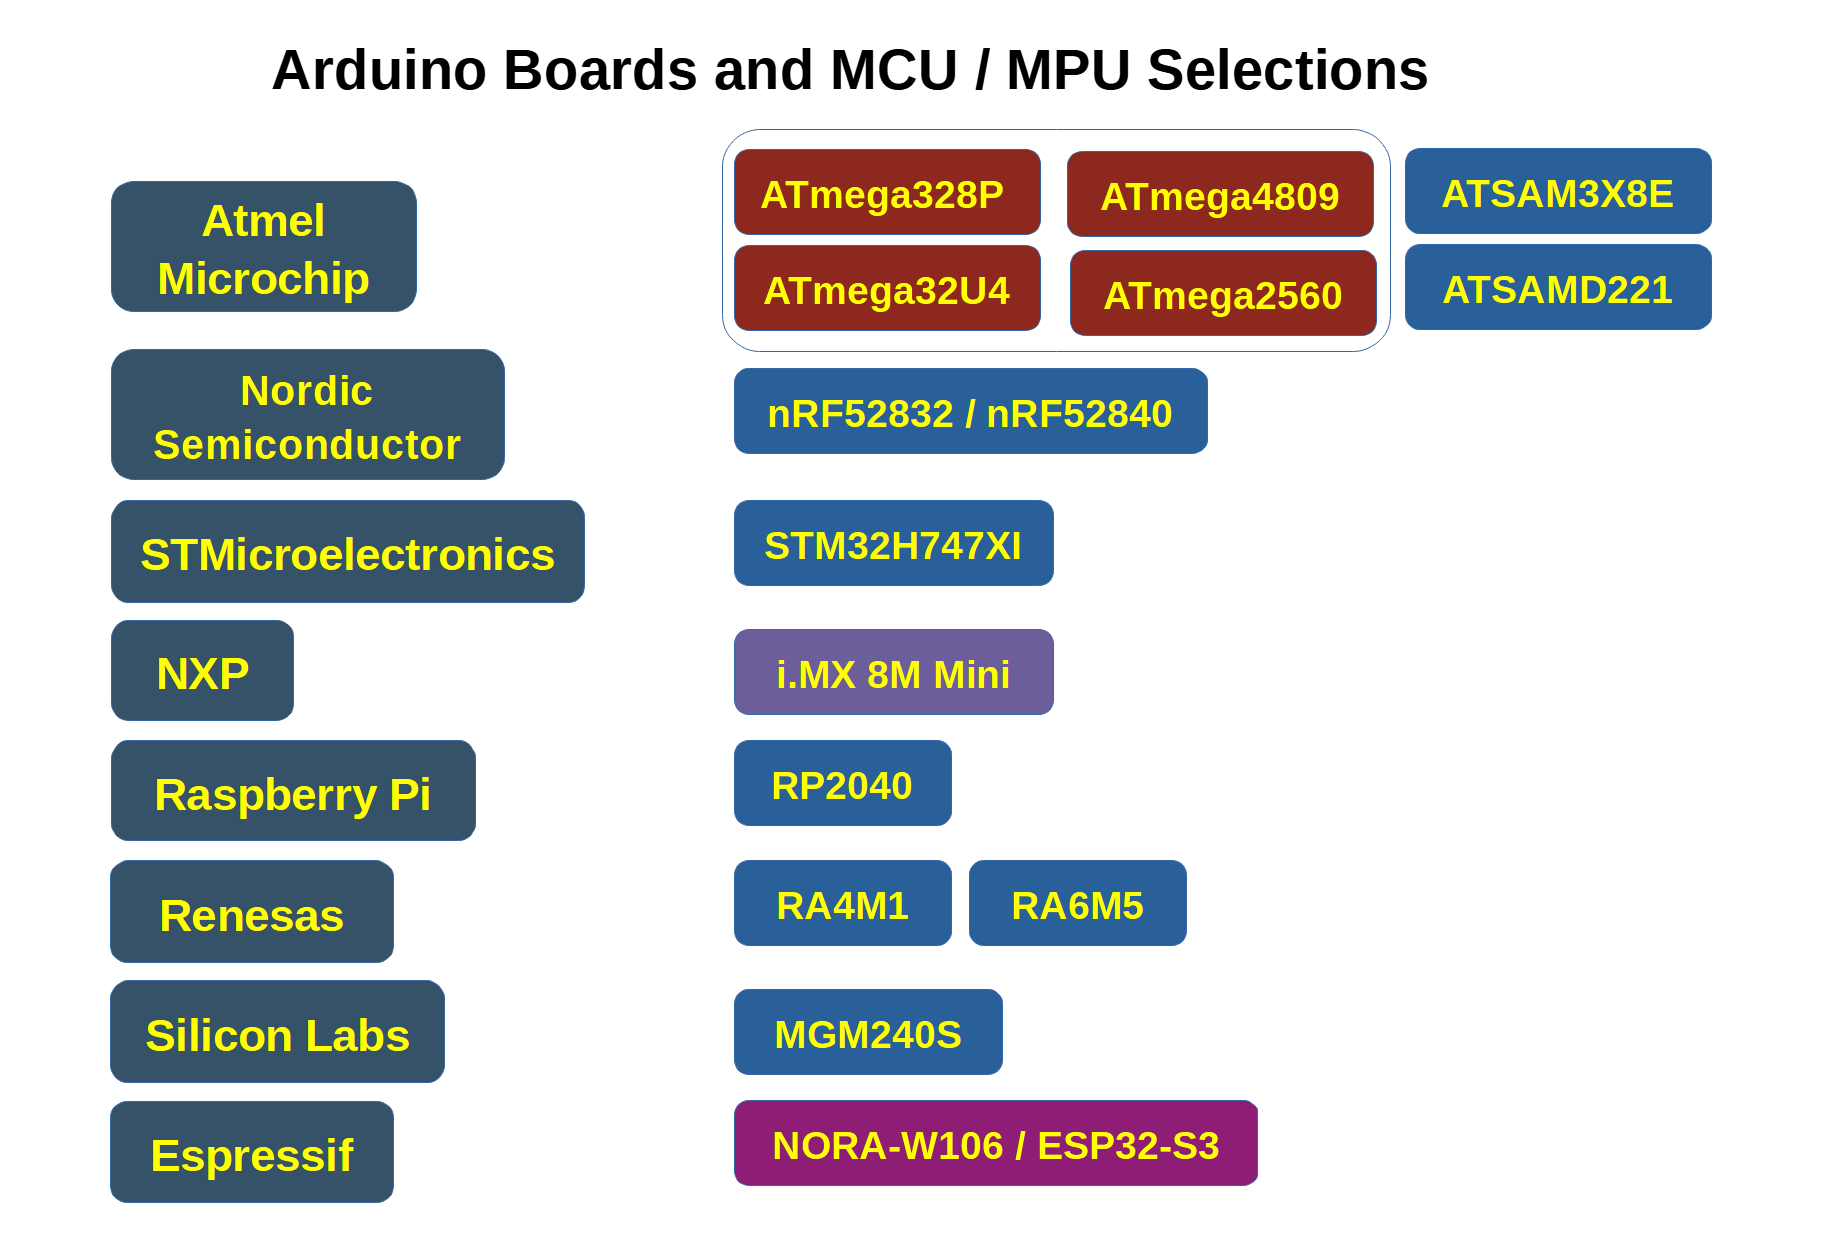 Arduino Boards and MCU / MPU Selections
Atmel
Microchip
ATmega328P
ATmega4809
ATSAM3X8E
ATmega32U4
ATmega2560
ATSAMD221
Nordic
Semiconductor
nRF52832 / nRF52840
STMicroelectronics
STM32H747XI
NXP
i.MX 8M Mini
Raspberry Pi
RP2040
Renesas
RA4M1
RA6M5
Silicon Labs
MGM240S
Espressif
NORA-W106 / ESP32-S3